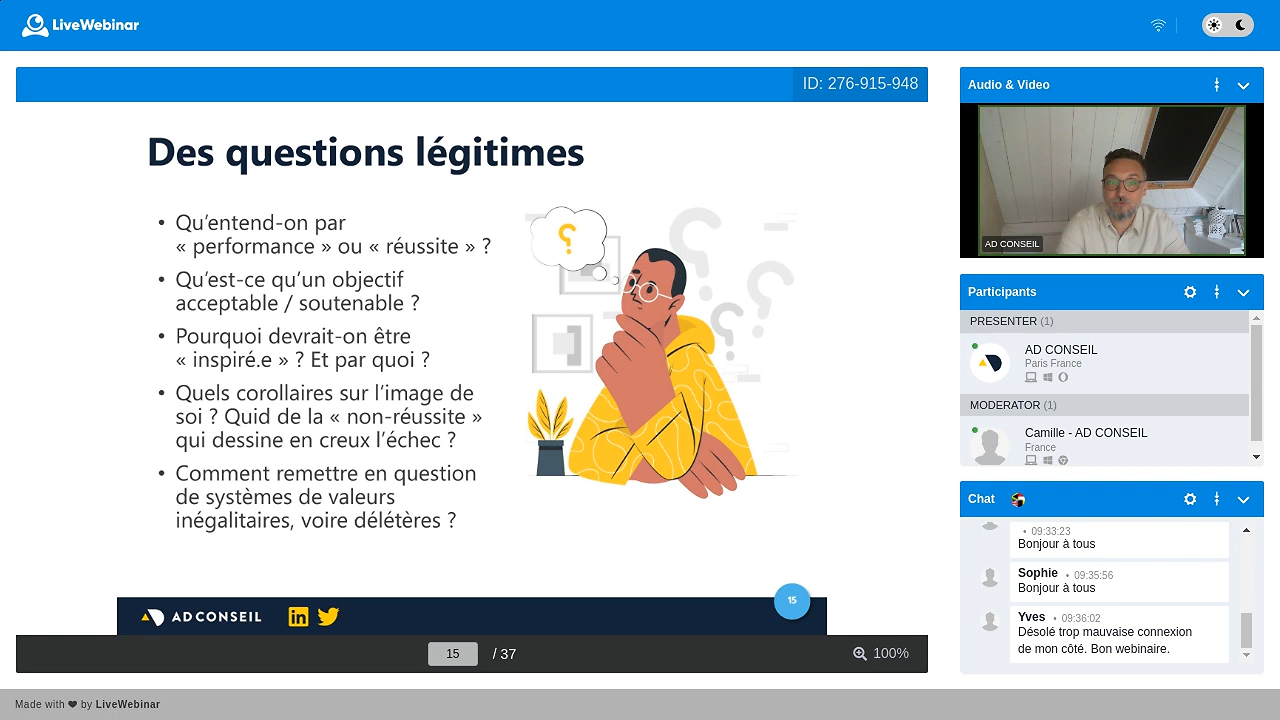 LiveWebinar
ID: 276-915-948
Des questions légitimes
• Qu’entend-on par
« performance » ou « réussite » ?
• Qu’est-ce qu’un objectif
acceptable / soutenable ?
• Pourquoi devrait-on être
« inspiré.e » ? Et par quoi ?
• Quels corollaires sur l’image de
soi ? Quid de la « non-réussite »
qui dessine en creux l’échec ?
• Comment remettre en question
de systèmes de valeurs
inégalitaires, voire délétères ?
AD CONSEIL
15
15 / 37
100%
Audio & Video
AD CONSEIL
Participants
PRESENTER (1)
AD CONSEIL
Paris France
MODERATOR (1)
Camille - AD CONSEIL
France
Chat
• 09:33:23
Bonjour à tous
Sophie • 09:35:56
Bonjour à tous
Yves • 09:36:02
Désolé trop mauvaise connexion
de mon côté. Bon webinaire.
Made with ❤ by LiveWebinar